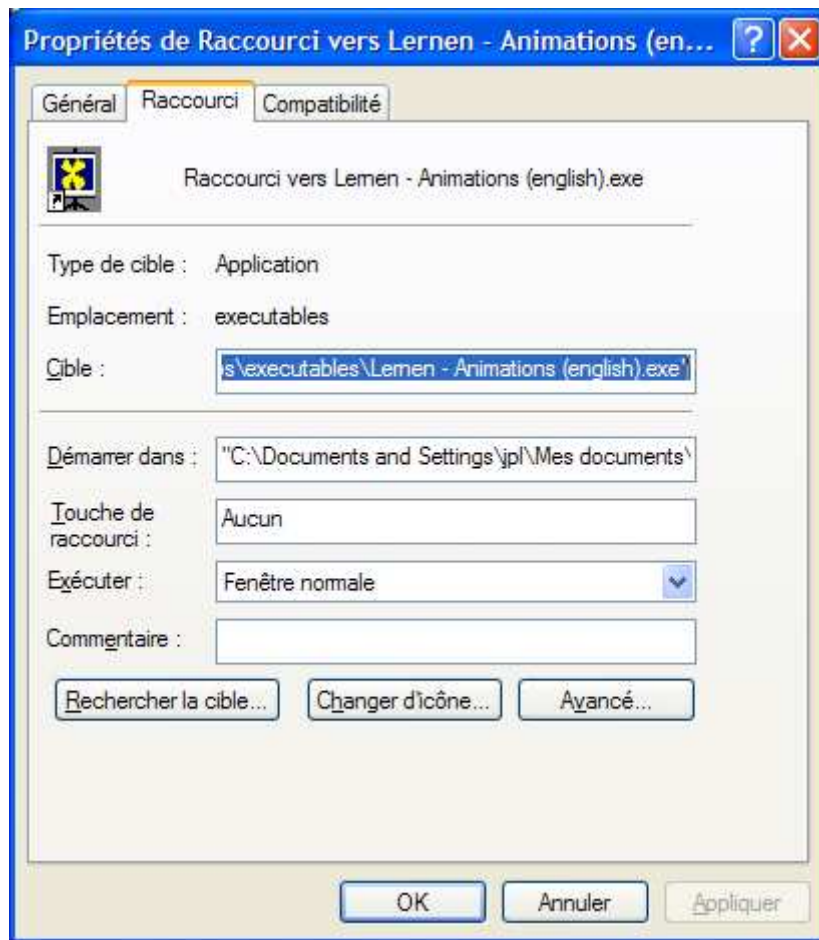 Propriétés de Raccourci vers Lernen - Animations (en...
Général Raccourci Compatibilité
Raccourci vers Lernen - Animations (english).exe
Type de cible : Application
Emplacement : executables
Cible : s\executables\Lernen - Animations (english).exe"
Démarrer dans : "C:\Documents and Settings\jpl\Mes documents\
Touche de
raccourci :
Aucun
Exécuter : Fenêtre normale
Commentaire :
Rechercher la cible... Changer d'icône... Avancé...
OK Annuler Appliquer